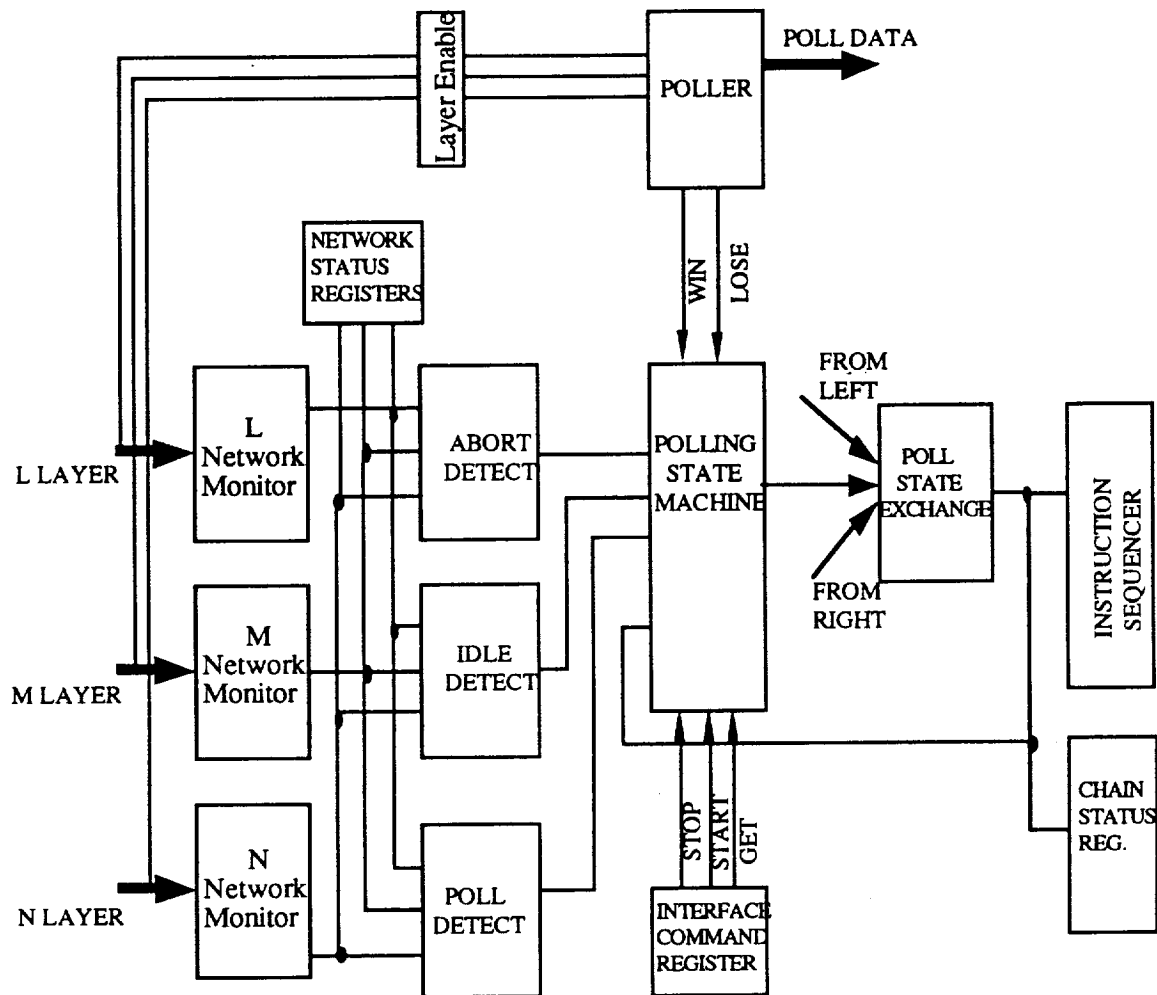 Layer Enable
POLLER
POLL DATA
NETWORK
STATUS
REGISTERS
WIN
LOSE
L
Network
Monitor
L LAYER
ABORT
DETECT
POLLING
STATE
MACHINE
FROM
LEFT
POLL
STATE
EXCHANGE
FROM
RIGHT
INSTRUCTION
SEQUENCER
M
Network
Monitor
M LAYER
IDLE
DETECT
STOP
START
GET
CHAIN
STATUS
REG.
N
Network
Monitor
N LAYER
POLL
DETECT
INTERFACE
COMMAND
REGISTER